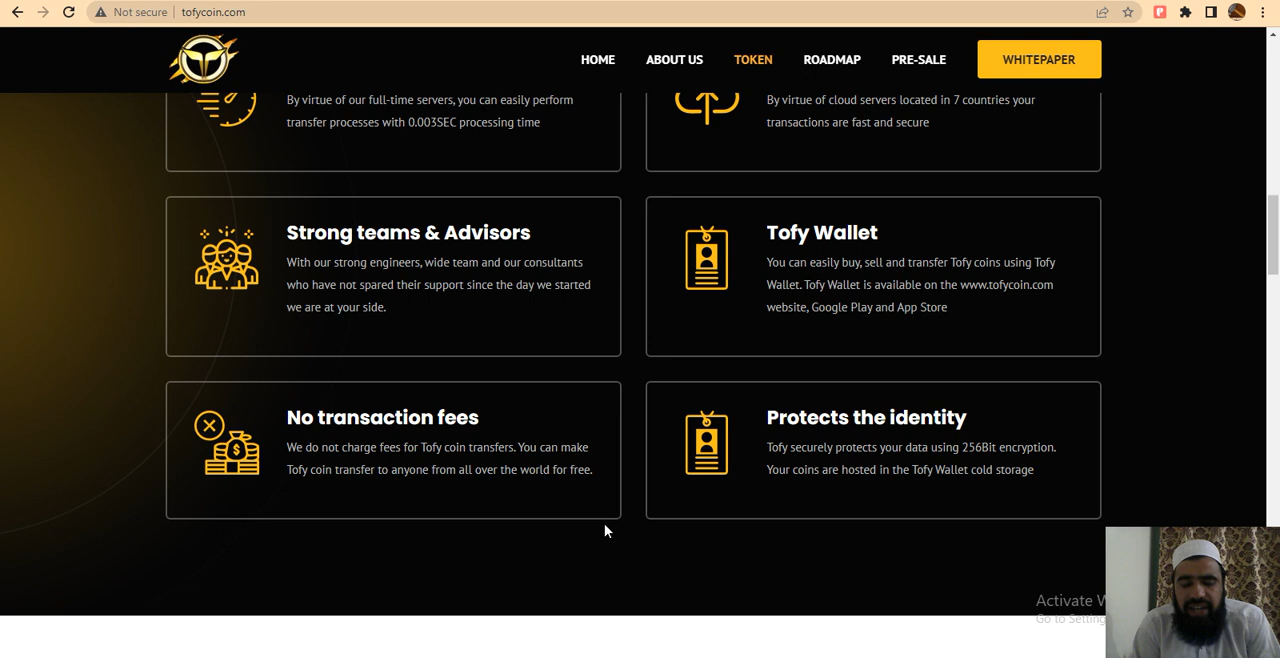 Not secure
tofycoin.com
HOME
ABOUT US
TOKEN
ROADMAP
PRE-SALE
WHITEPAPER
By virtue of our full-time servers, you can easily perform
transfer processes with 0.003SEC processing time
By virtue of cloud servers located in 7 countries your
transactions are fast and secure
Strong teams & Advisors
With our strong engineers, wide team and our consultants
who have not spared their support since the day we started
we are at your side.
Tofy Wallet
You can easily buy, sell and transfer Tofy coins using Tofy
Wallet. Tofy Wallet is available on the www.tofycoin.com
website, Google Play and App Store
No transaction fees
We do not charge fees for Tofy coin transfers. You can make
Tofy coin transfer to anyone from all over the world for free.
Protects the identity
Tofy securely protects your data using 256Bit encryption.
Your coins are hosted in the Tofy Wallet cold storage
Activate W
Go to Setting